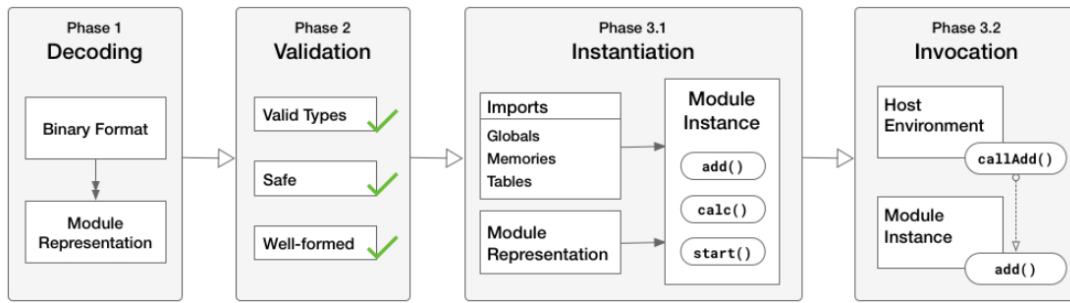 Phase 1
Decoding
Binary Format
Module
Representation
Phase 2
Validation
Valid Types
Safe
Well-formed
Phase 3.1
Instantiation
Imports
Globals
Memories
Tables
Module
Representation
Module
Instance
add()
calc()
start()
Phase 3.2
Invocation
Host
Environment
callAdd()
Module
Instance
add()